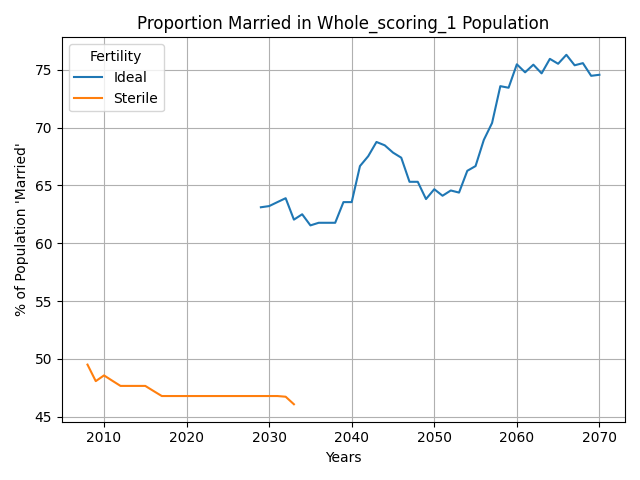 Proportion Married in Whole_scoring_1 Population
Fertility
Ideal
Sterile
% of Population 'Married'
75
70
65
60
55
50
45
2010 2020 2030 2040 2050 2060 2070
Years